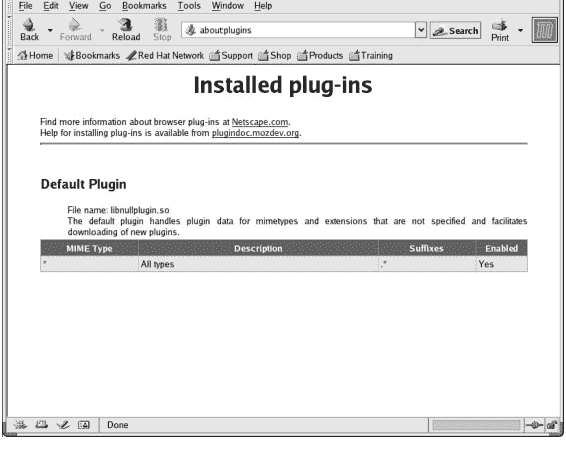 File Edit View Go Bookmarks Tools Window Help
Back Forward Reload Stop about:plugins Search Print
Home Bookmarks Red Hat Network Support Shop Products Training
Installed plug-ins
Find more information about browser plug-ins at Netscape.com.
Help for installing plug-ins is available from plugindoc.mozdev.org.
Default Plugin
File name: libnullplugin.so
The default plugin handles plugin data for mimetypes and extensions that are not specified and facilitates
downloading of new plugins.
MIME Type Description Suffixes Enabled
* All types .* Yes
Done